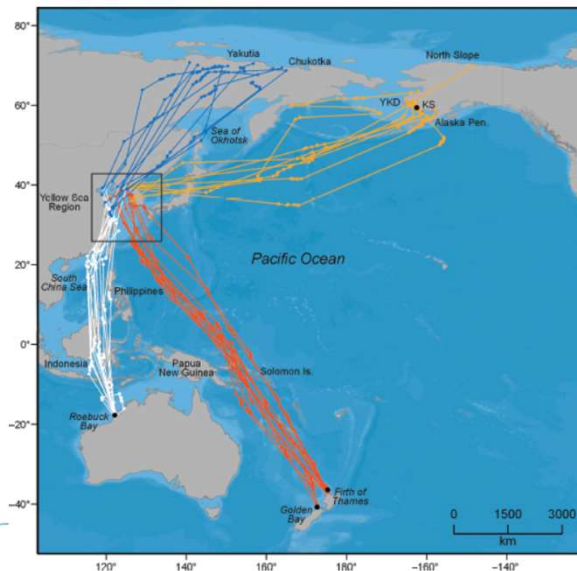 80°
60°
40°
20°
0°
−20°
−40°
Yakutia
Chukotka
North Slope
YKD
KS
Alaska Pen.
Sea of
Okhotsk
Yellow Sea
Region
Pacific Ocean
South
China Sea
Philippines
Indonesia
Papua
New Guinea
Solomon Is.
Roebuck
Bay
Firth of
Thames
Golden
Bay
0 1500 3000
km
120° 140° 160° 180° −160° −140°